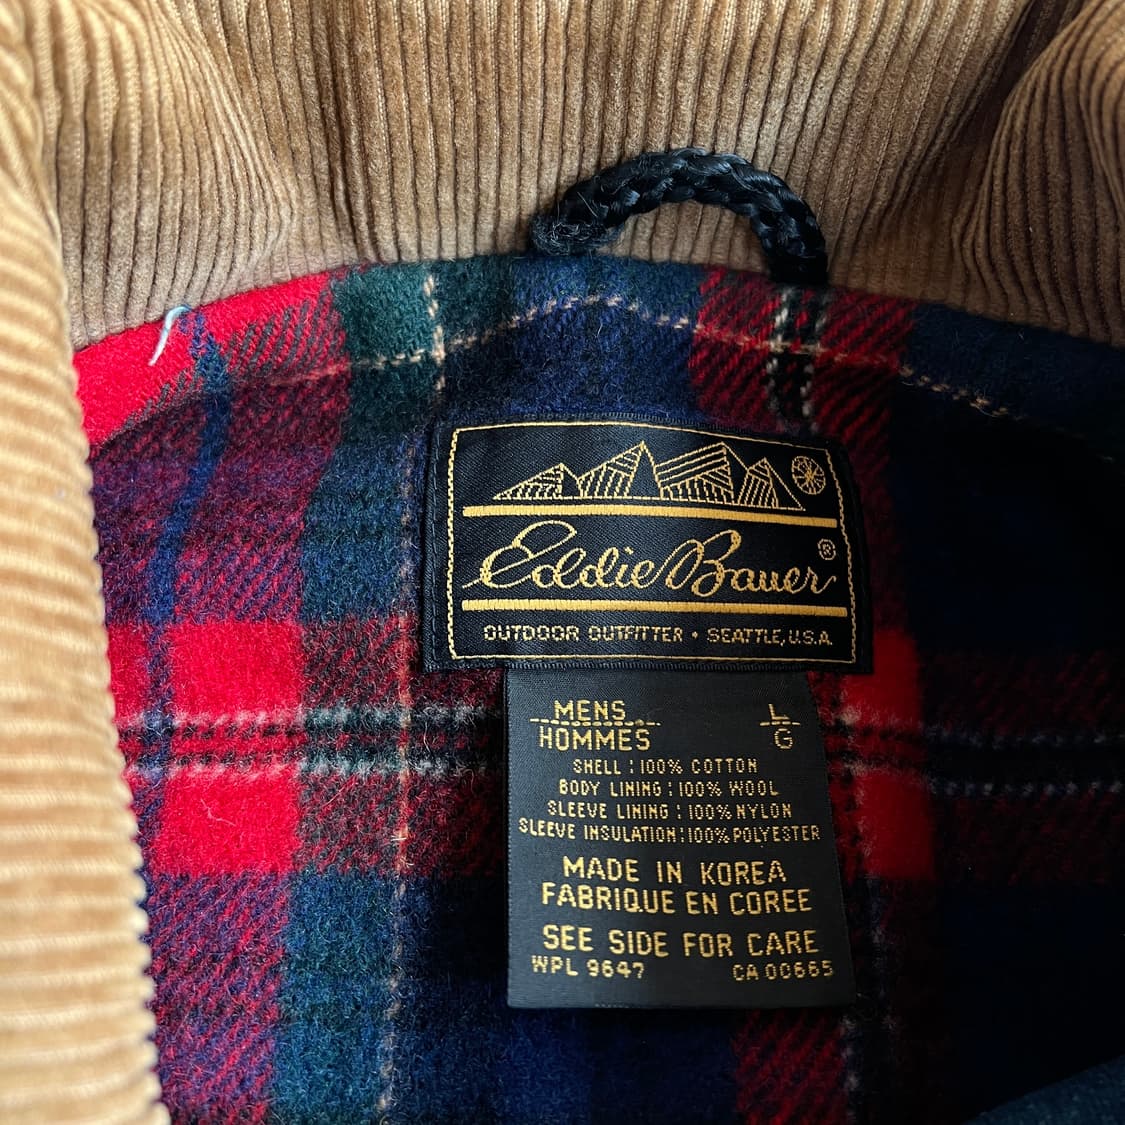 Eddie Bauer®
OUTDOOR OUTFITTER • SEATTLE, U.S.A.
MENS L
HOMMES G
SHELL : 100% COTTON
BODY LINING : 100% WOOL
SLEEVE LINING : 100% NYLON
SLEEVE INSULATION : 100% POLYESTER
MADE IN KOREA
FABRIQUE EN COREE
SEE SIDE FOR CARE
WPL 9647 CA 00665